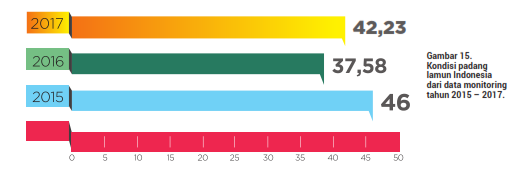 2017
42,23
2016
37,58
2015
46
0 5 10 15 20 25 30 35 40 45 50
Gambar 15.
Kondisi padang
lamun Indonesia
dari data monitoring
tahun 2015 – 2017.